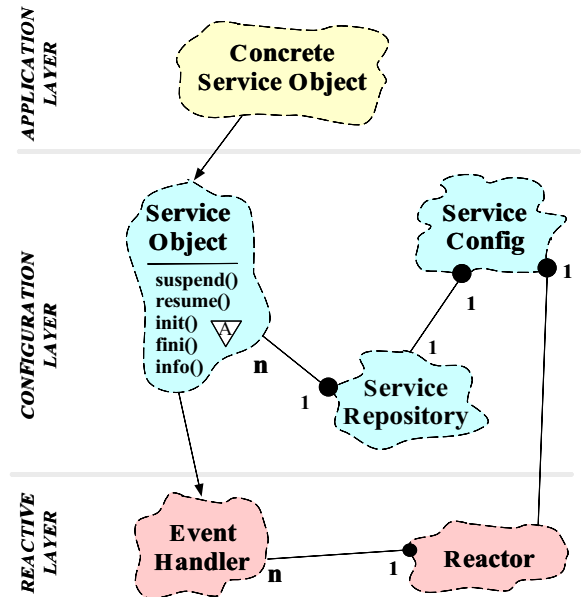 APPLICATION
LAYER
Concrete
Service Object
CONFIGURATION
LAYER
Service
Object
suspend()
resume()
init()
fini()
info()
A
n
1
Service
Config
1
1
1
Service
Repository
REACTIVE
LAYER
Event
Handler
n
1
Reactor